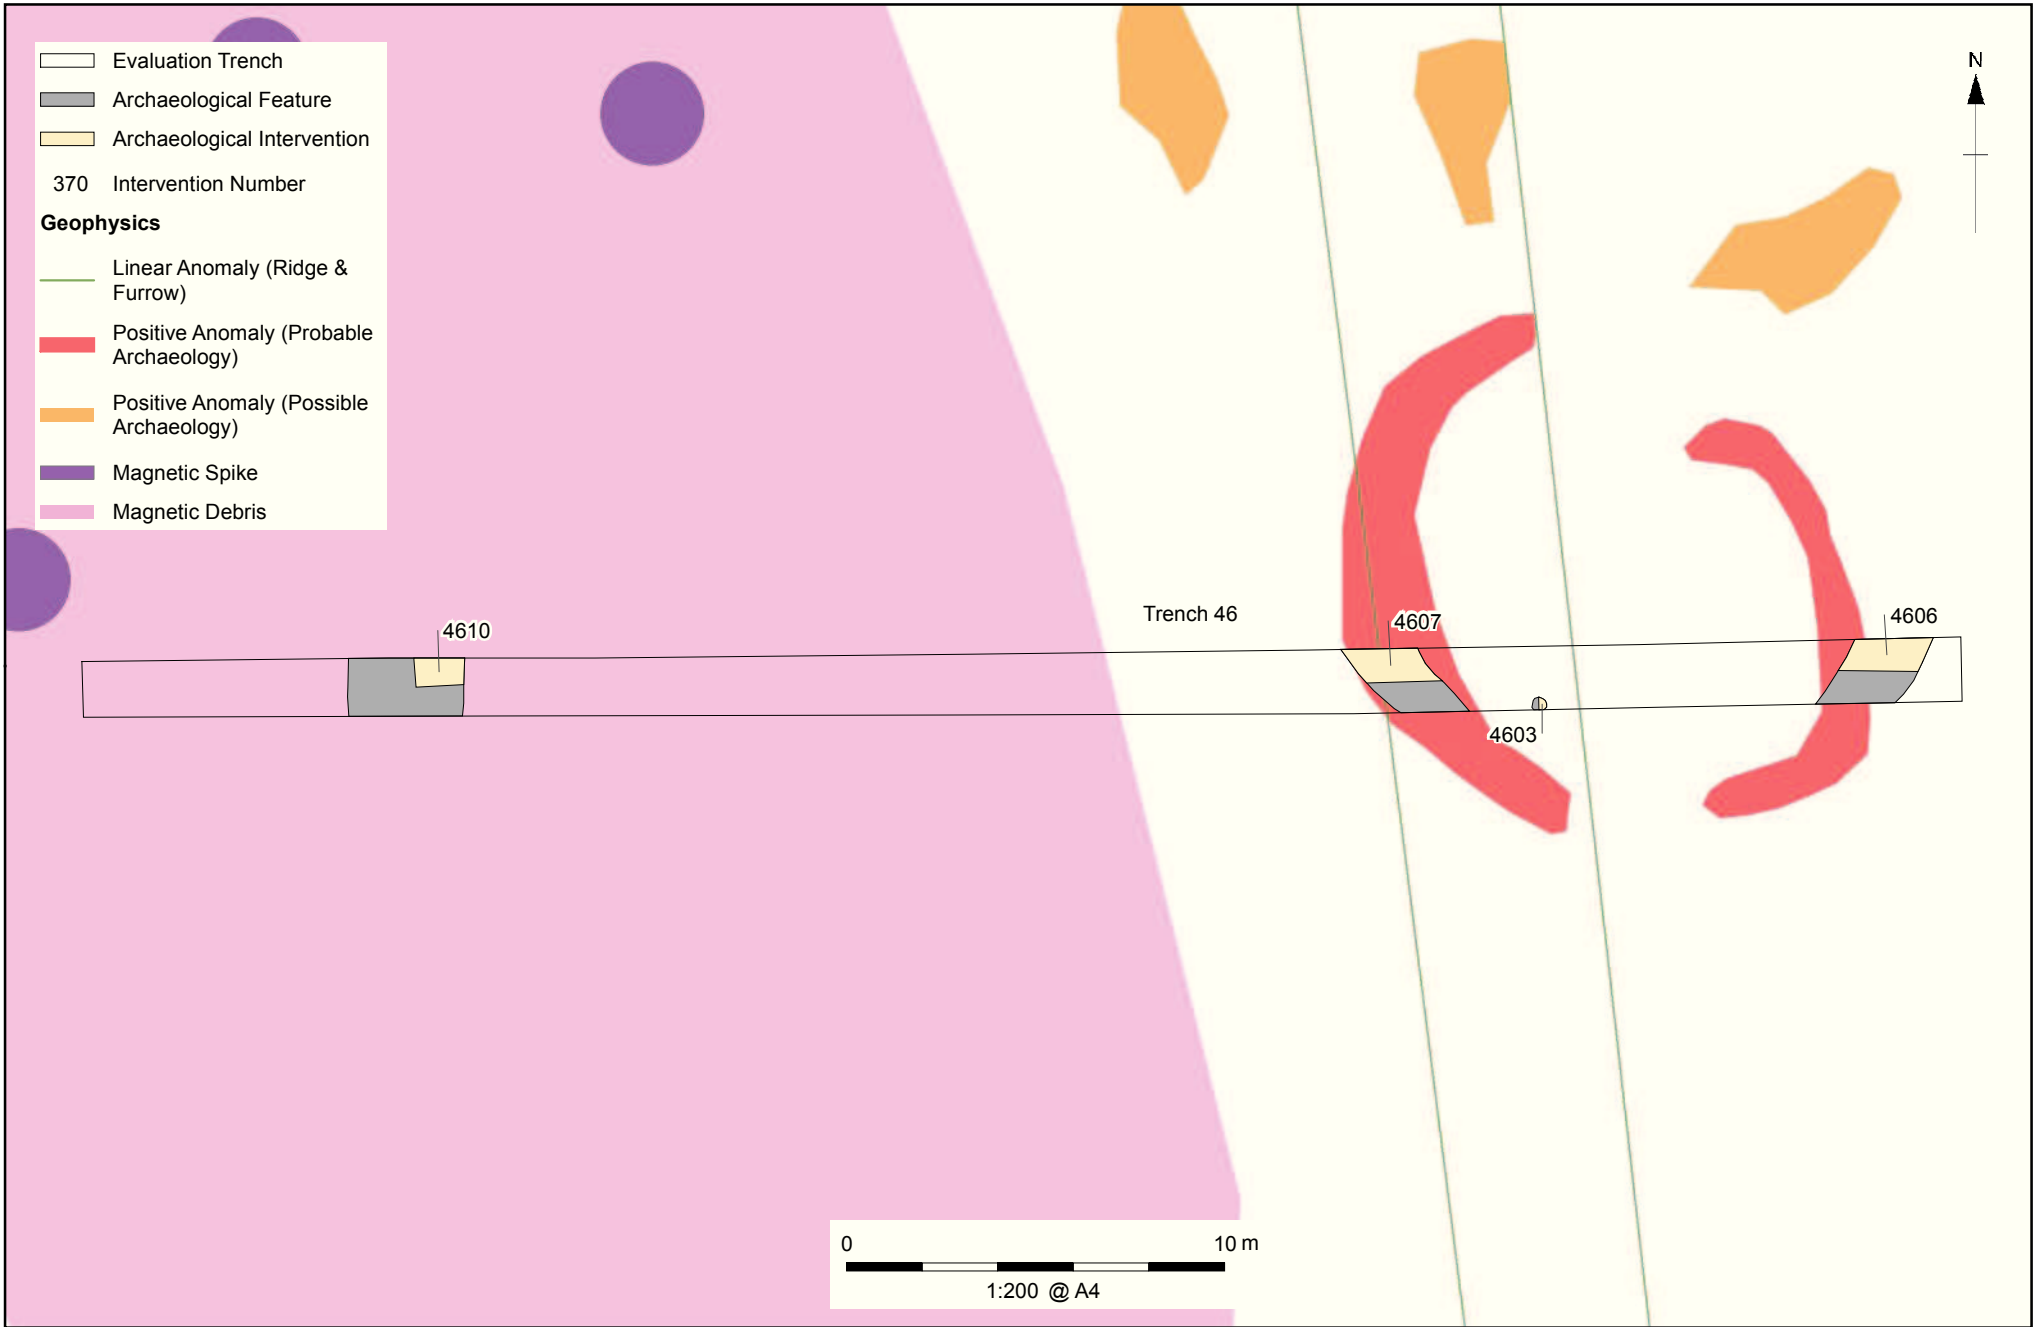 Evaluation Trench
Archaeological Feature
Archaeological Intervention
370 Intervention Number
Geophysics
Linear Anomaly (Ridge &
Furrow)
Positive Anomaly (Probable
Archaeology)
Positive Anomaly (Possible
Archaeology)
Magnetic Spike
Magnetic Debris
N
Trench 46
4610
4607
4606
4603
0 10 m
1:200 @ A4